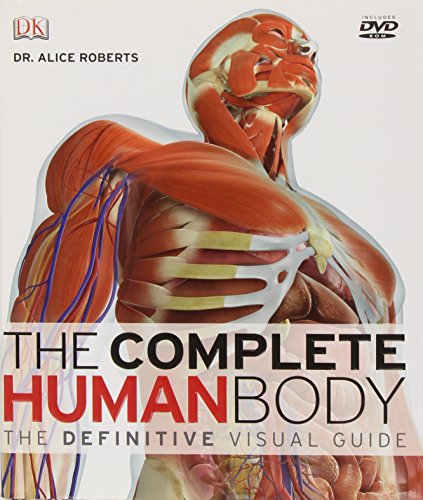 DK
INCLUDES
DVD
ROM
DR. ALICE ROBERTS
THE COMPLETE
HUMANBODY
THE DEFINITIVE VISUAL GUIDE